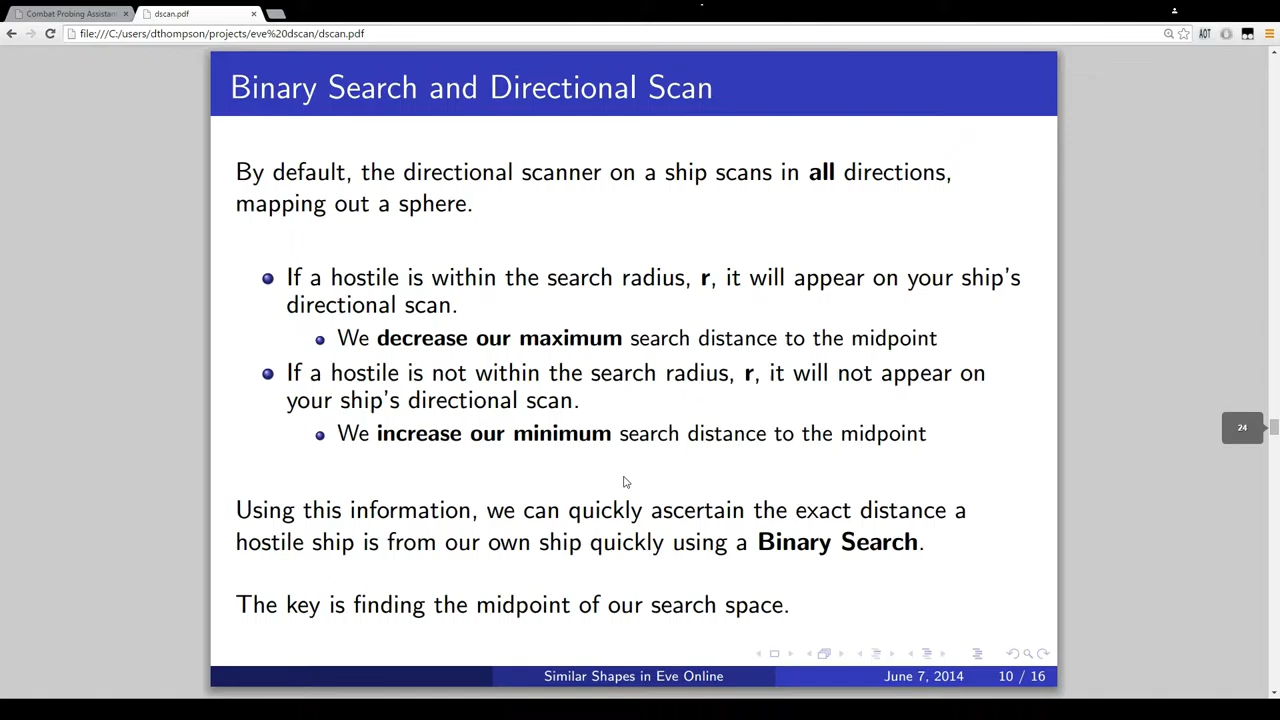 Combat Probing Assistan
dscan.pdf
file:///C:/users/dthompson/projects/eve%20dscan/dscan.pdf
AOT
Binary Search and Directional Scan
By default, the directional scanner on a ship scans in all directions,
mapping out a sphere.
If a hostile is within the search radius, r, it will appear on your ship's
directional scan.
We decrease our maximum search distance to the midpoint
If a hostile is not within the search radius, r, it will not appear on
your ship's directional scan.
We increase our minimum search distance to the midpoint
24
Using this information, we can quickly ascertain the exact distance a
hostile ship is from our own ship quickly using a Binary Search.
The key is finding the midpoint of our search space.
Similar Shapes in Eve Online June 7, 2014 10 / 16